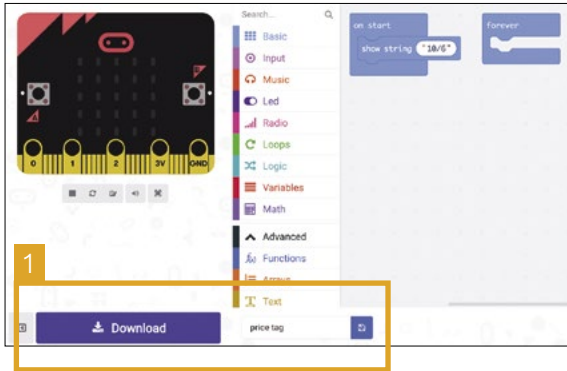 Search...
Basic
Input
Music
Led
Radio
Loops
Logic
Variables
Math
Advanced
Functions
Arrays
Text
on start
show string "10/6"
forever
B
A
0 1 2 3V GND
1
Download
price tag